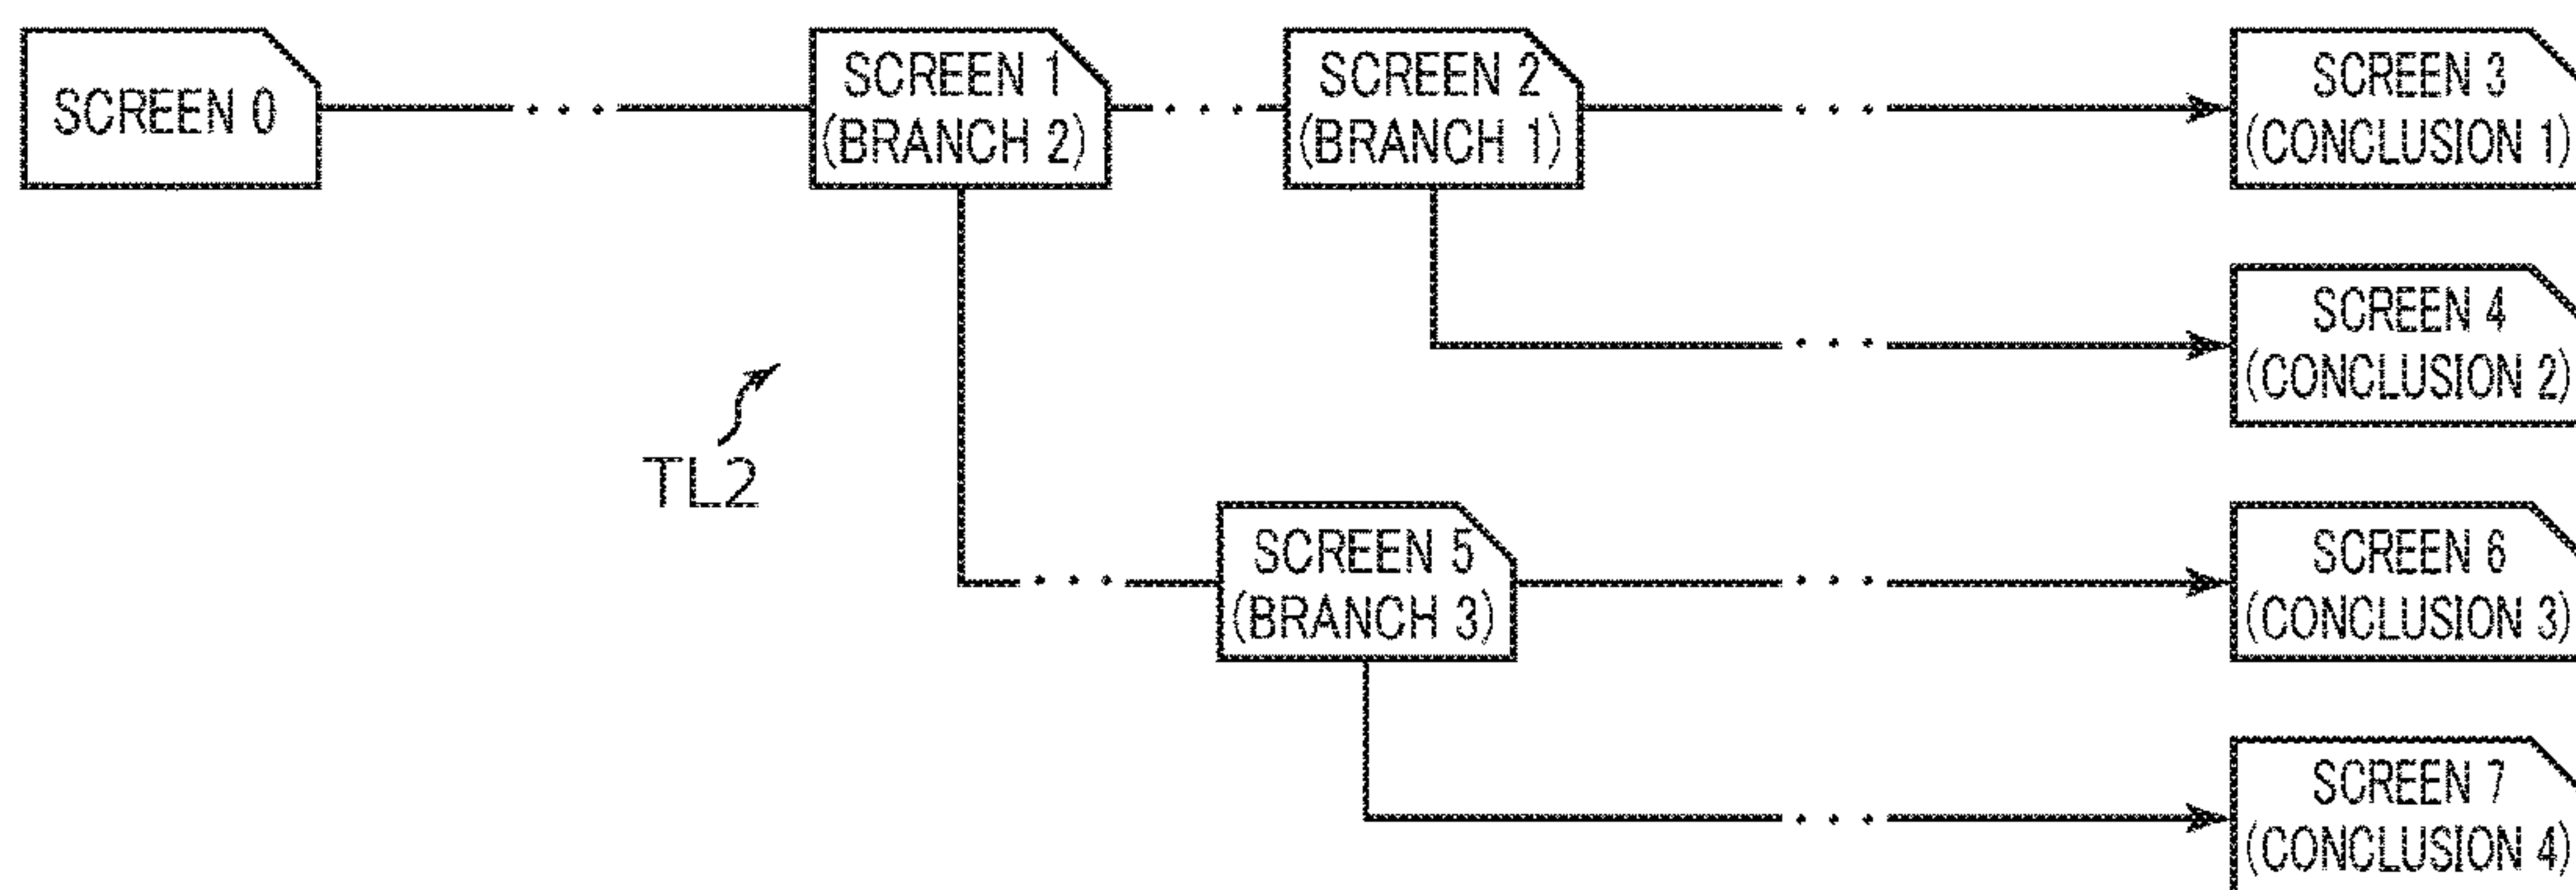 SCREEN 0
SCREEN 1
(BRANCH 2)
SCREEN 2
(BRANCH 1)
SCREEN 3
(CONCLUSION 1)
SCREEN 4
(CONCLUSION 2)
TL2
SCREEN 5
(BRANCH 3)
SCREEN 6
(CONCLUSION 3)
SCREEN 7
(CONCLUSION 4)